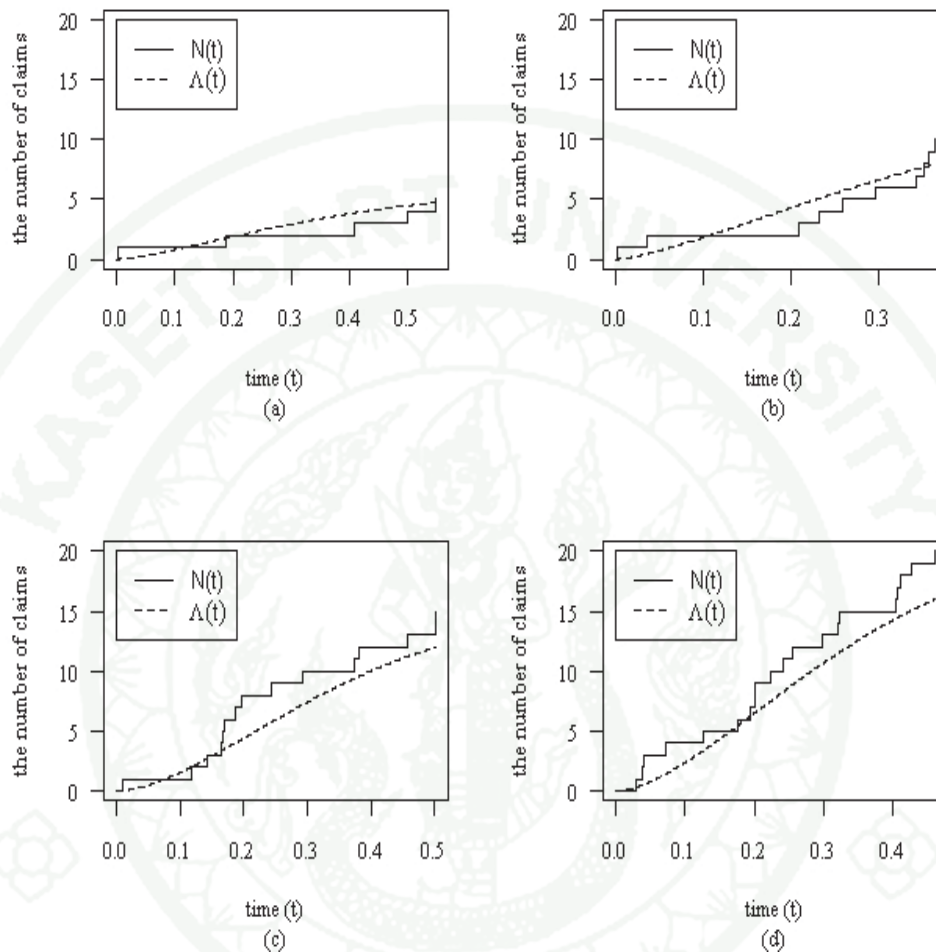 the number of claims
20
15
10
5
0
N(t)
Λ(t)
0.0 0.1 0.2 0.3 0.4 0.5
time (t)
(a)
the number of claims
20
15
10
5
0
N(t)
Λ(t)
0.0 0.1 0.3
time (t)
(b)
the number of claims
20
15
10
5
0
N(t)
Λ(t)
0.0 0.1 0.2 0.3 0.4 0.5
time (t)
(c)
the number of claims
20
15
10
5
0
N(t)
Λ(t)
0.0 0.1 0.2 0.3 0.4
time (t)
(d)
KASETSART UNIVERSITY